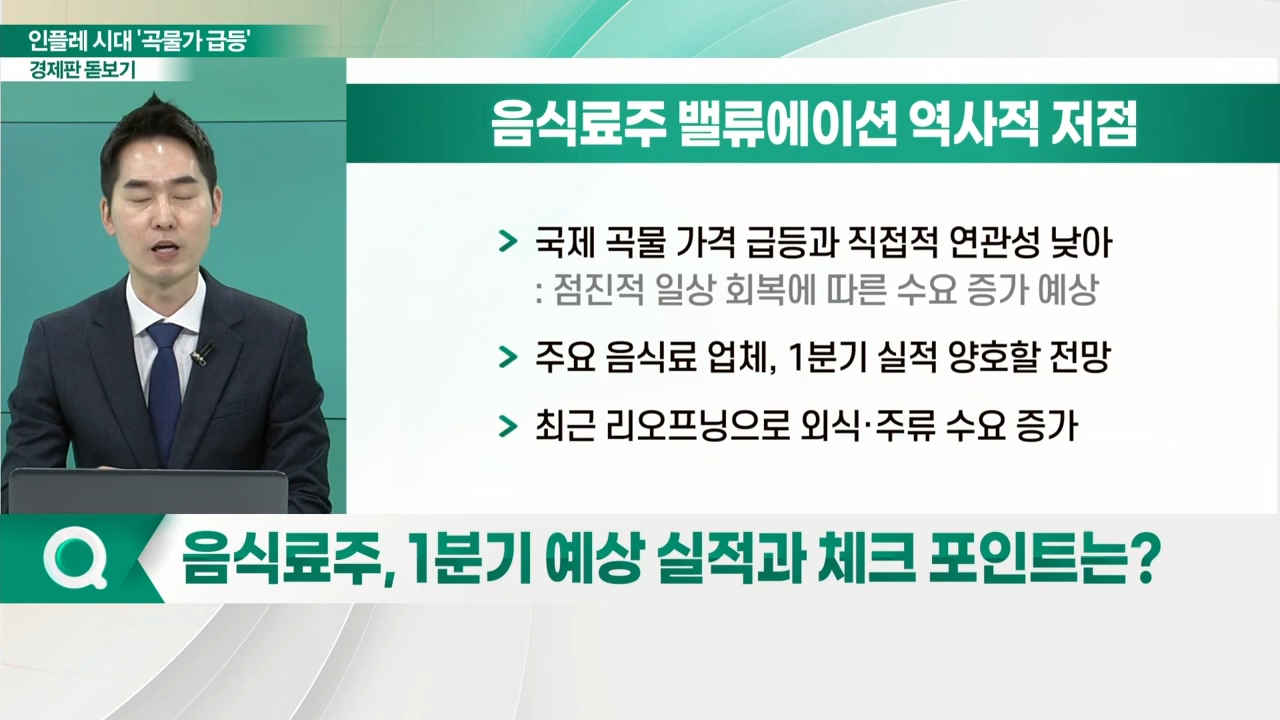 인플레 시대 '곡물가 급등'
경제판 돋보기
음식료주 밸류에이션 역사적 저점
> 국제 곡물 가격 급등과 직접적 연관성 낮아
: 점진적 일상 회복에 따른 수요 증가 예상
> 주요 음식료 업체, 1분기 실적 양호할 전망
> 최근 리오프닝으로 외식·주류 수요 증가
Q 음식료주, 1분기 예상 실적과 체크 포인트는?